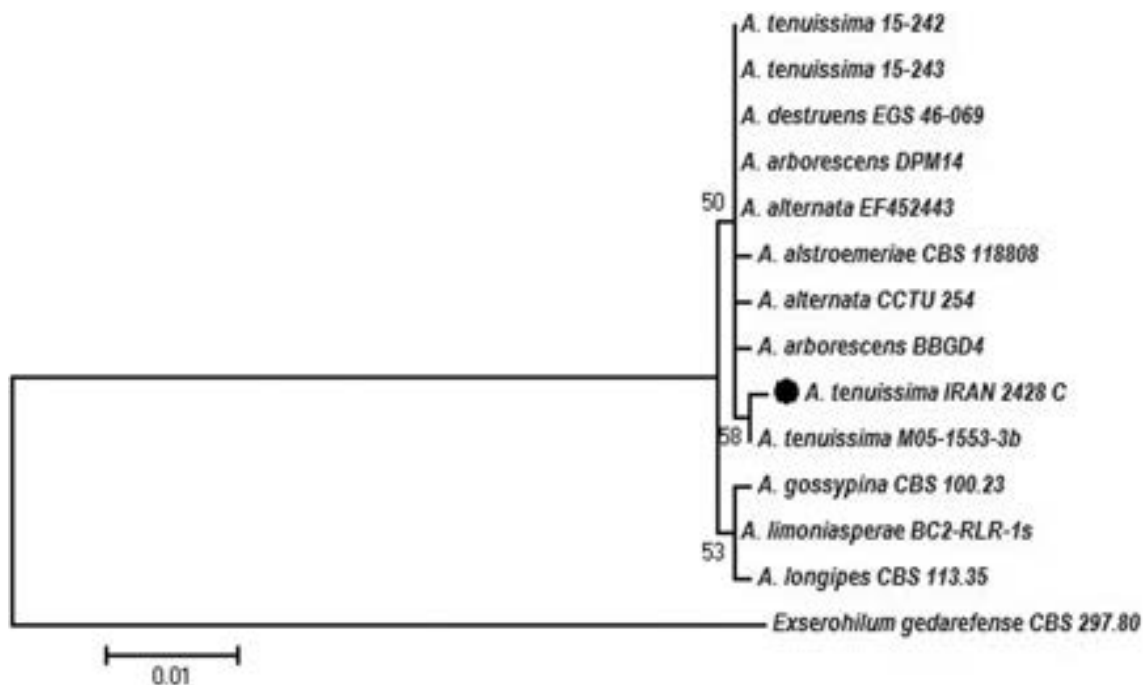 A. tenuissima 15-242
A. tenuissima 15-243
A. destruens EGS 46-069
A. arborescens DPM14
50
A. alternata EF452443
A. alstroemeriae CBS 118808
A. alternata CCTU 254
A. arborescens BBGD4
A. tenuissima IRAN 2428 C
58
A. tenuissima M05-1553-3b
A. gossypina CBS 100.23
A. limoniasperae BC2-RLR-1s
53
A. longipes CBS 113.35
Exserohilum gedarefense CBS 297.80
0.01